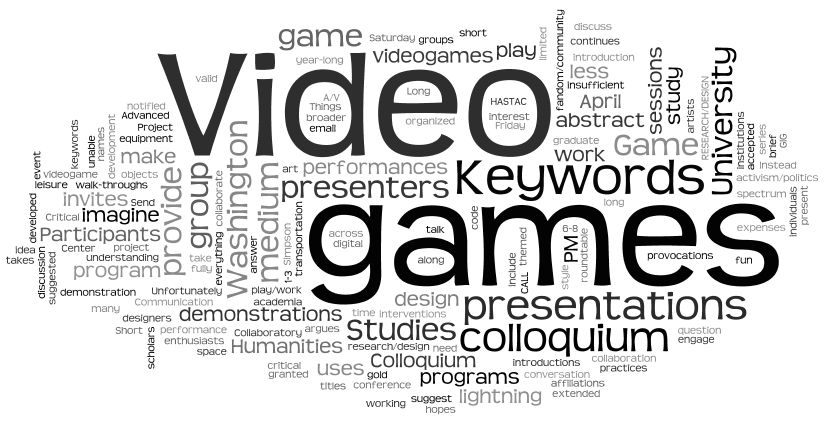 Video
games
Keywords
presentations
colloquium
presenters
Studies
University
Washington
game
Game
videogames
play
Saturday
groups
short
year-long
valid
A/V
Things
broader
email
Long
organized
HASTAC
interest
Friday
limited
fandom/community
discuss
continues
introduction
less
insufficient
April
abstract
sessions
study
artists
RESEARCH/DESIGN
institutions
accepted
series
brief
GIG
instead
activism/politics
spectrum
expenses
individuals
present
work
graduate
notified
Advanced
Project
equipment
names
development
unable
keywords
event
videogame
objects
leisure
walk-throughs
make
invites
Send
Critical
imagine
developed
Participants
provide
group
collaborate
everything
medium
art
performances
transportation
Simpson
1-3
answer
take
fully
Idea
takes
Center
project
understanding
discussion
suggested
program
demonstration
Unfortunately
play/work
academia
many
Communication
designers
demonstrations
Short
performance
Collaboratory
enthusiasts
scholars
space
Humanities
argues
research/design
time
interventions
design
need
across
digital
talk
along
code
long
include
CALL
themed
style
PM
6-8
roundtable
provocations
fun
question
engage
critical
granted
uses
gold
titles
conference
Colloquium
programs
introductions
collaboration
practices
conversation
affiliations
extended
lightning
working
suggest
hopes